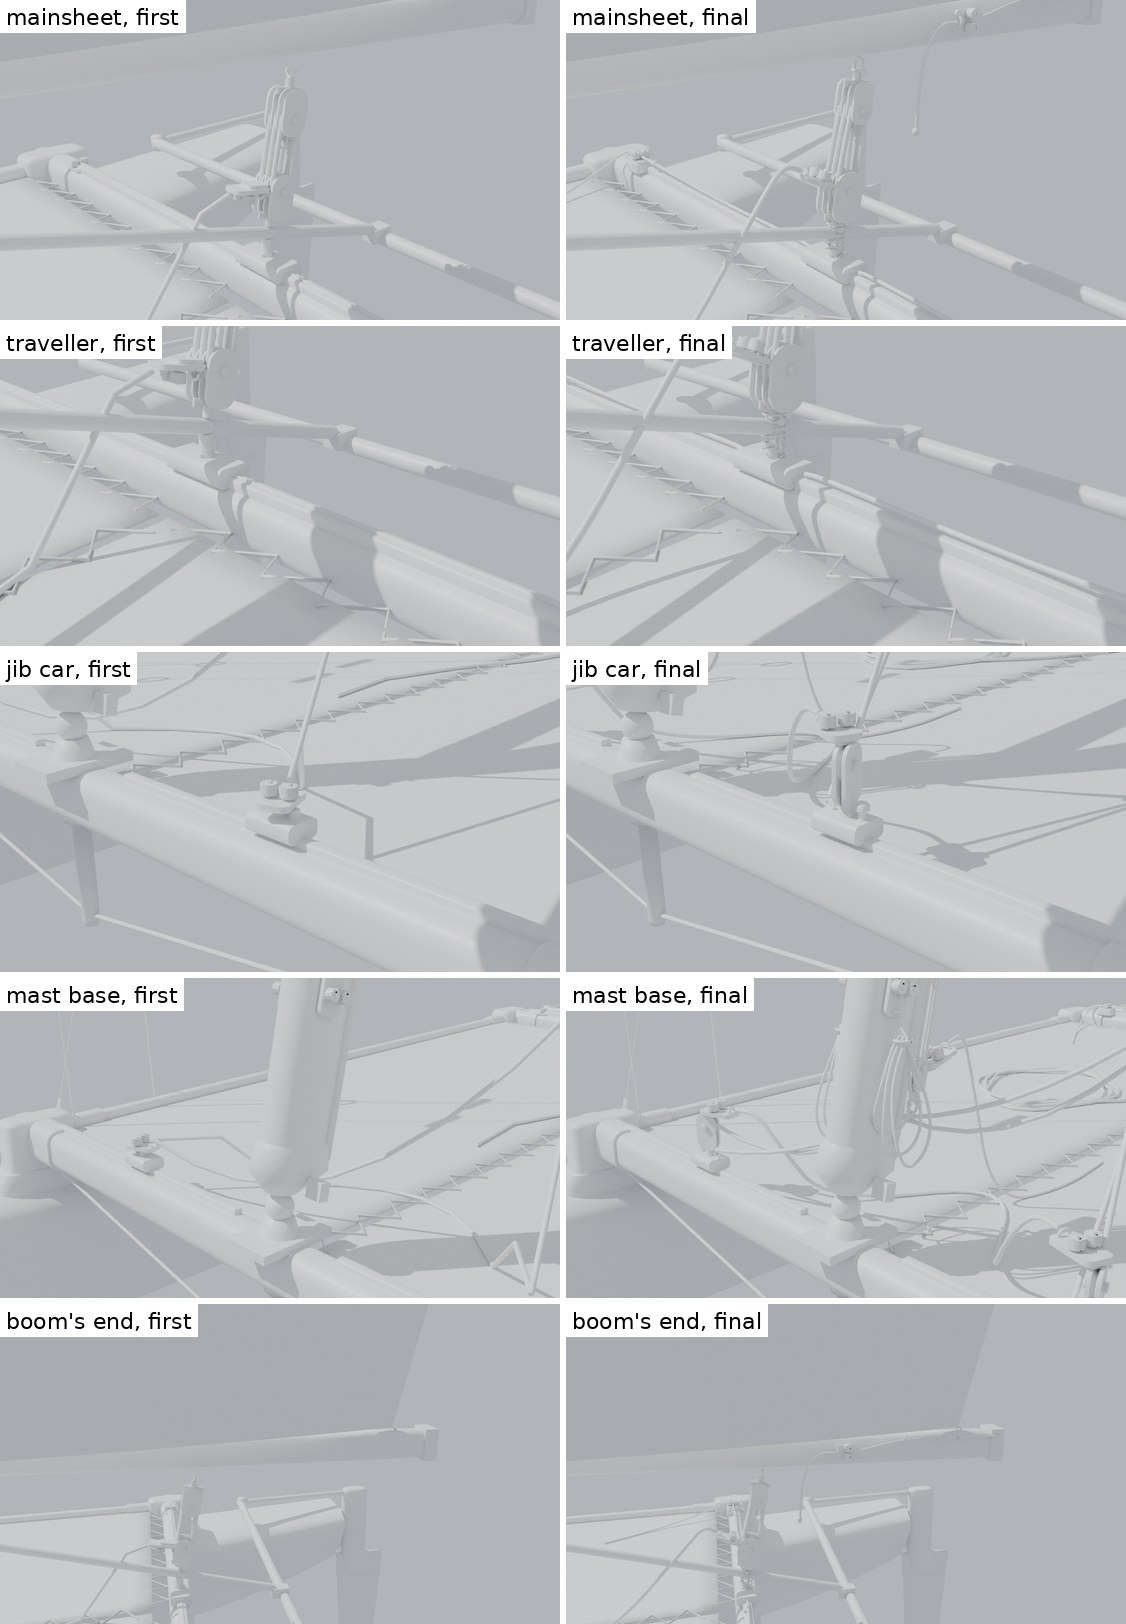 mainsheet, first
mainsheet, final
traveller, first
traveller, final
jib car, first
jib car, final
mast base, first
mast base, final
boom's end, first
boom's end, final